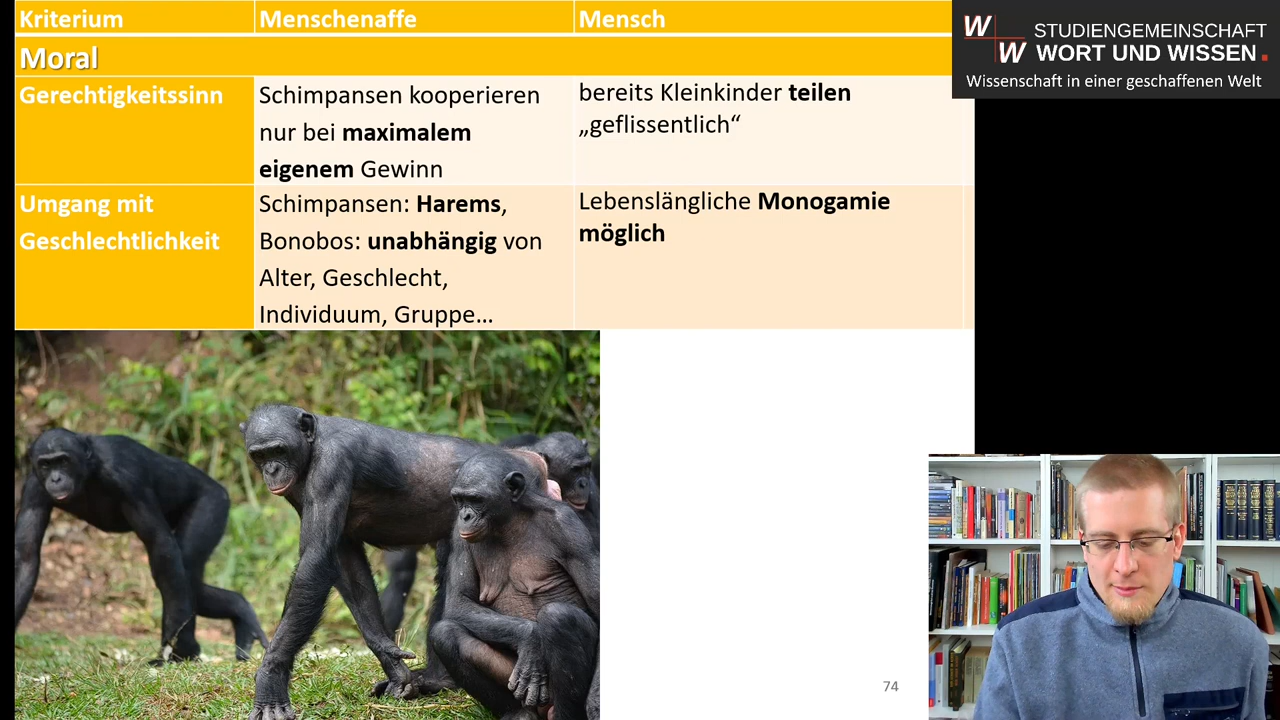 Kriterium
Menschenaffe
Mensch
Moral
Gerechtigkeitssinn
Schimpansen kooperieren
nur bei maximalem
eigenem Gewinn
bereits Kleinkinder teilen
„geflissentlich“
Umgang mit
Geschlechtlichkeit
Schimpansen: Harems,
Bonobos: unabhängig von
Alter, Geschlecht,
Individuum, Gruppe…
Lebenslängliche Monogamie
möglich
74
W
W
STUDIENGEMEINSCHAFT
WORT UND WISSEN.
Wissenschaft in einer geschaffenen Welt